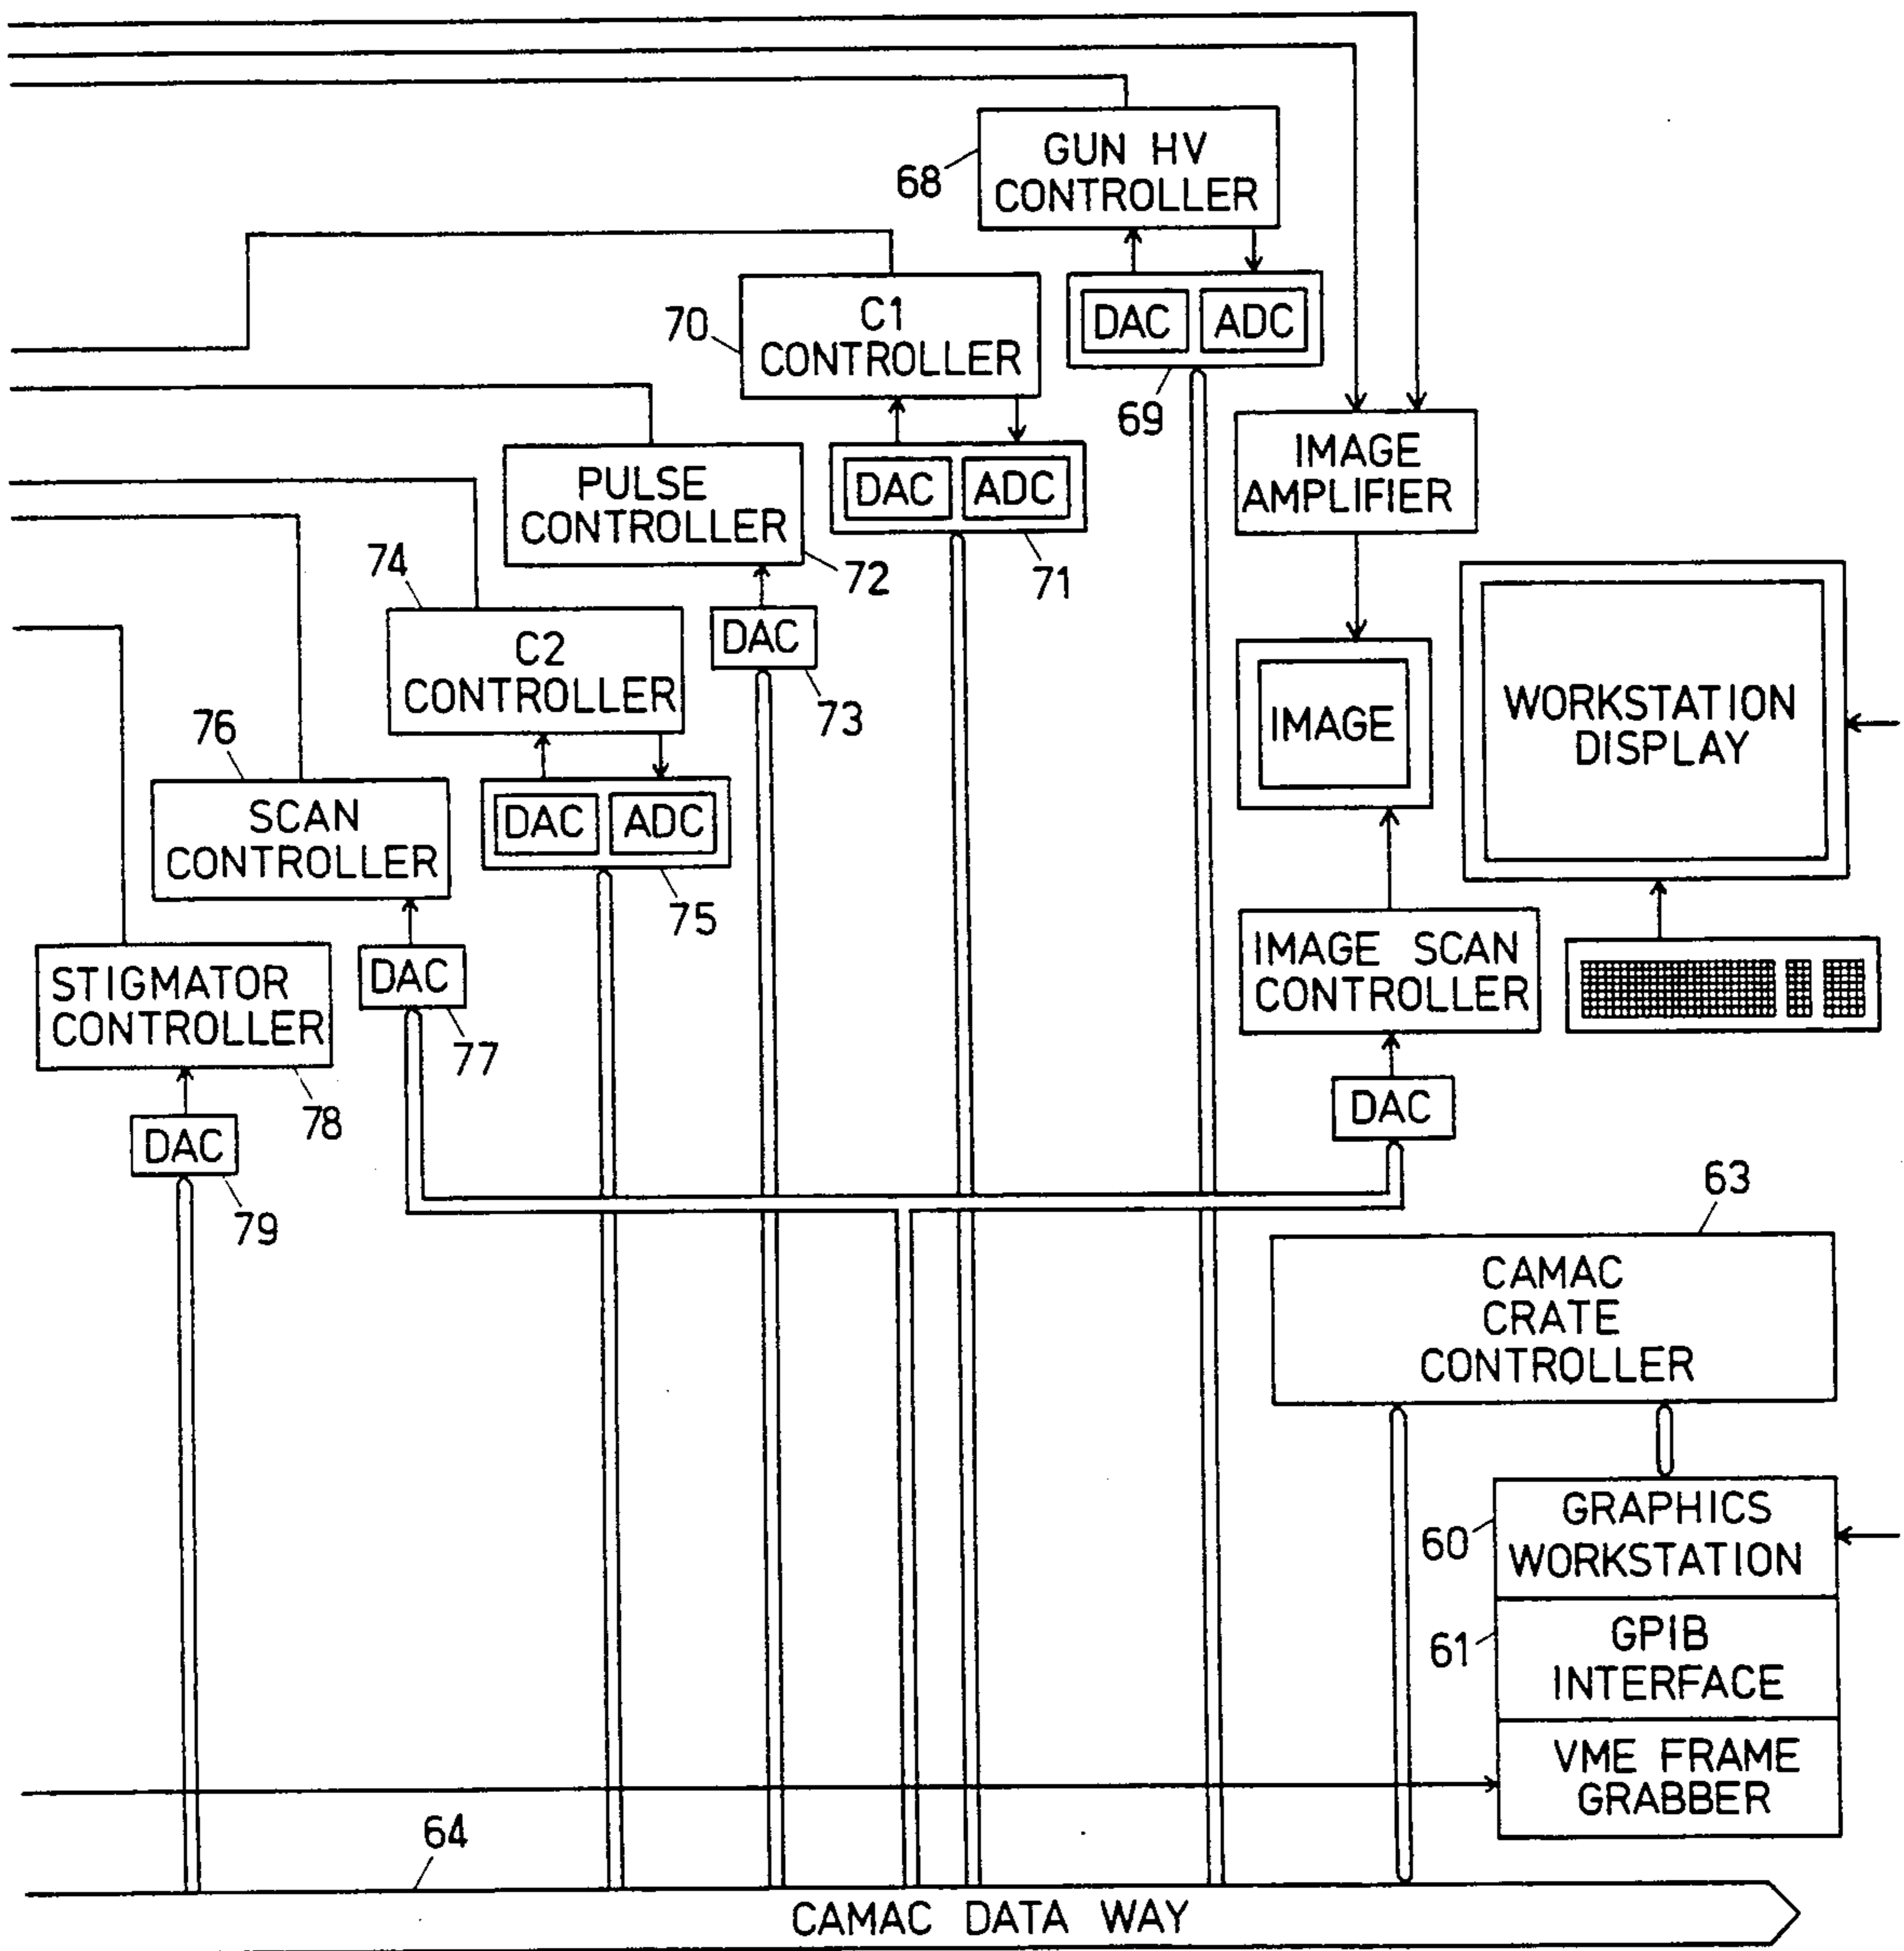 GUN HV
CONTROLLER
68
DAC
ADC
69
C1
CONTROLLER
70
DAC
ADC
71
PULSE
CONTROLLER
72
DAC
73
IMAGE
AMPLIFIER
74
C2
CONTROLLER
DAC
ADC
75
IMAGE
WORKSTATION
DISPLAY
76
SCAN
CONTROLLER
DAC
77
IMAGE SCAN
CONTROLLER
DAC
STIGMATOR
CONTROLLER
78
DAC
79
63
CAMAC
CRATE
CONTROLLER
60
GRAPHICS
WORKSTATION
61
GPIB
INTERFACE
VME FRAME
GRABBER
64
CAMAC DATA WAY